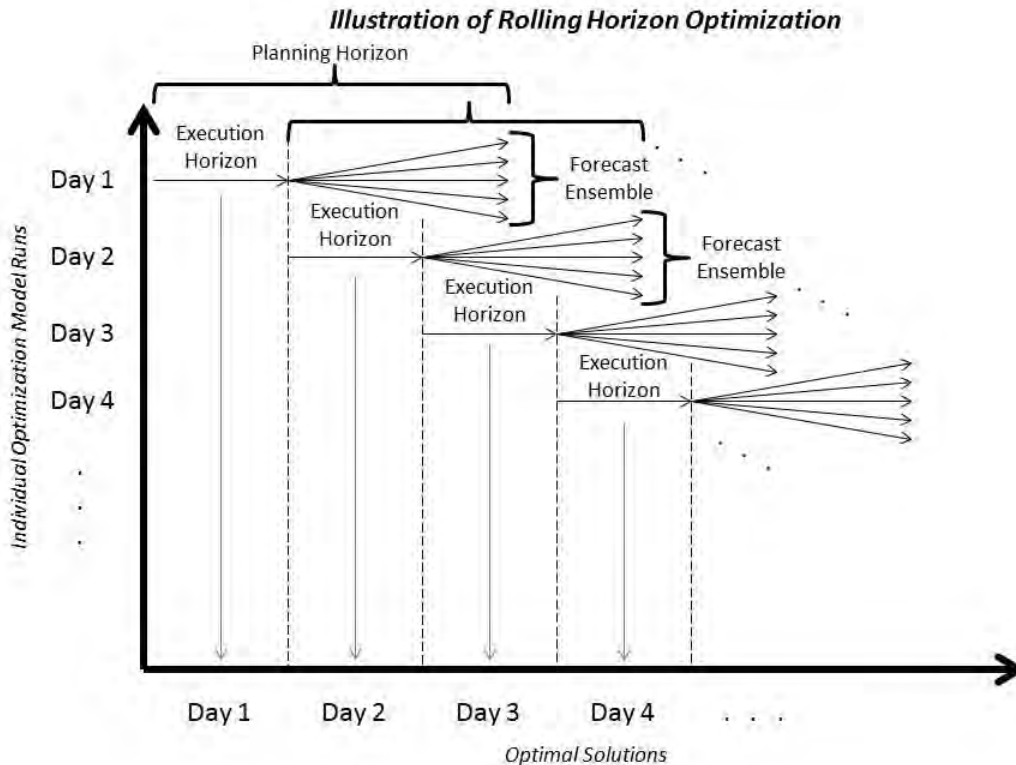 Illustration of Rolling Horizon Optimization
Planning Horizon
Execution
Horizon
Forecast
Ensemble
Day 1
Execution
Horizon
Forecast
Ensemble
Day 2
Execution
Horizon
Day 3
Execution
Horizon
Day 4
. . .
Individual Optimization Model Runs
Day 1 Day 2 Day 3 Day 4 . . .
Optimal Solutions